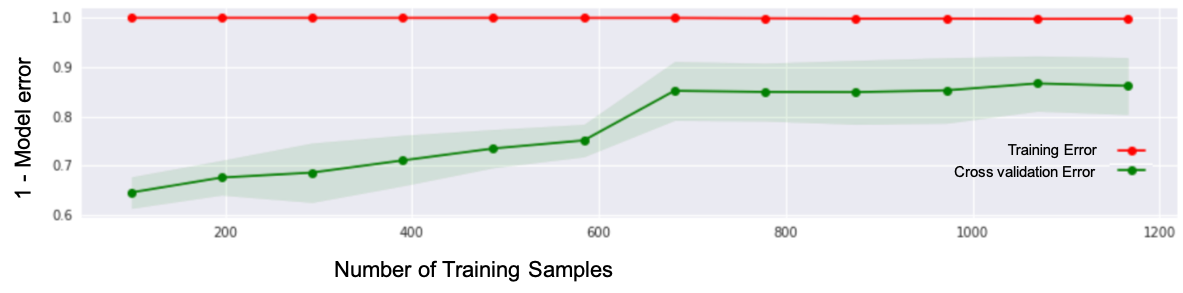 1.0
0.9
0.8
0.7
0.6
1 - Model error
Training Error
Cross validation Error
200 400 600 800 1000 1200
Number of Training Samples